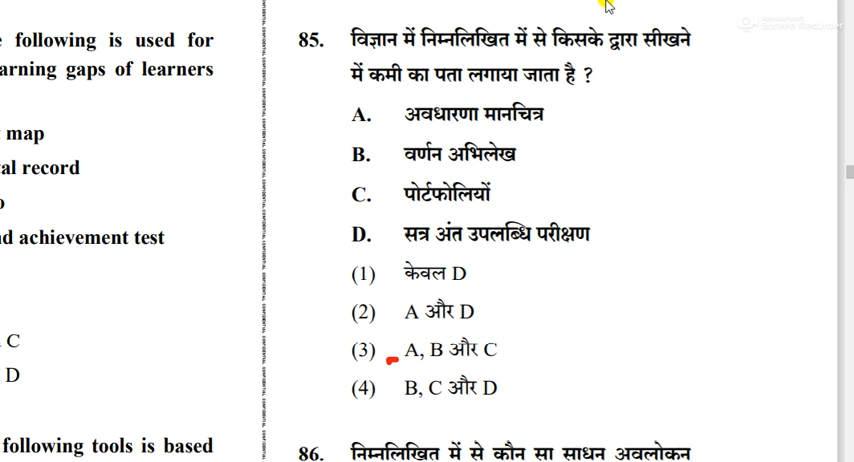 following is used for
arning gaps of learners
map
al record
d achievement test
C
D
following tools is based
85. विज्ञान में निम्नलिखित में से किसके द्वारा सीखने
में कमी का पता लगाया जाता है ?
A. अवधारणा मानचित्र
B. वर्णन अभिलेख
C. पोर्टफोलियों
D. सत्र अंत उपलब्धि परीक्षण
(1) केवल D
(2) A और D
(3) A, B और C
(4) B, C और D
86. निम्नलिखित में से कौन सा साधन अवलोकन